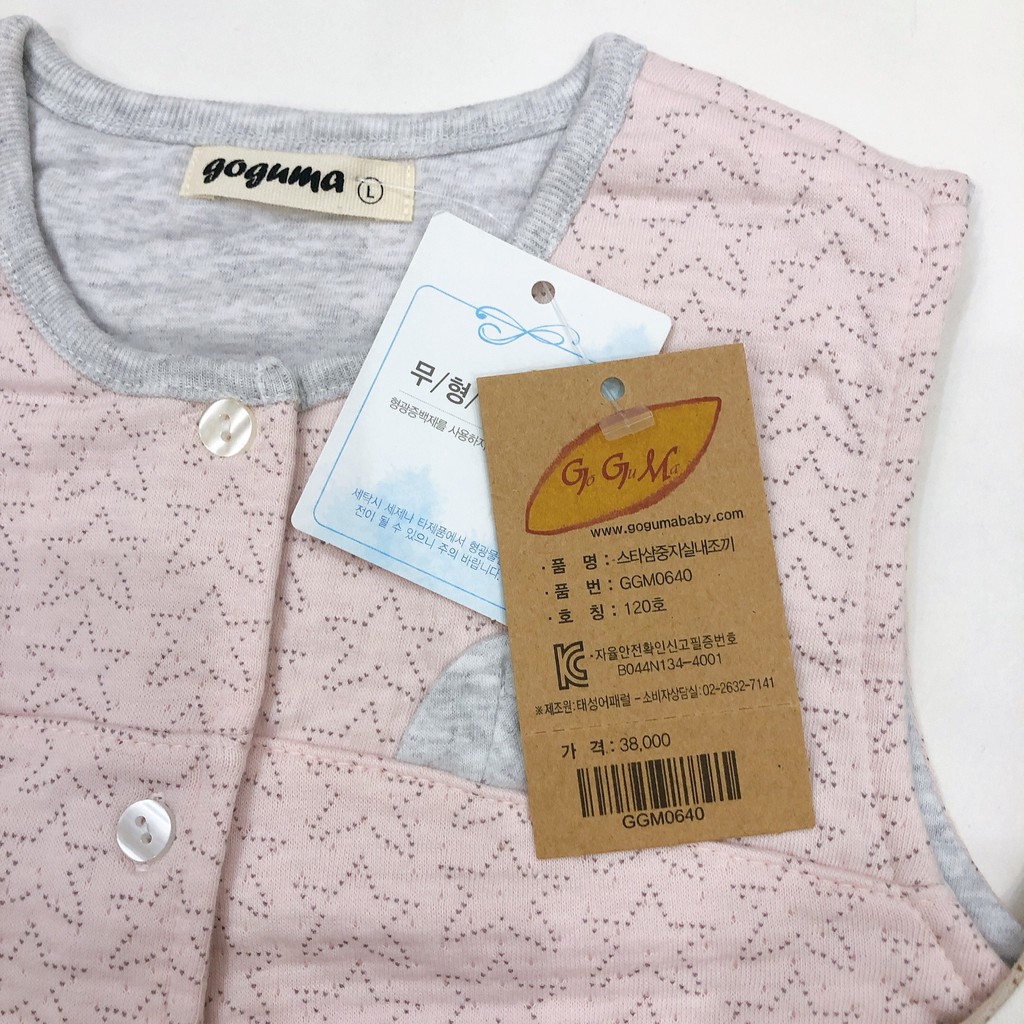 goguma L
무/형/
형광증백제를 사용하지
세탁시 세제나 타제품에서 형광물
전이 될 수 있으니 주의 바랍니다.
Go Gu Ma
www.gogumababy.com
· 품 명 : 스타삼중지실내조끼
· 품 번 : GGM0640
· 호 칭 : 120호
· 자율안전확인신고필증번호
B044N134-4001
※제조원: 태성어패럴 - 소비자상담실: 02-2632-7141
가 격 : 38,000
GGM0640